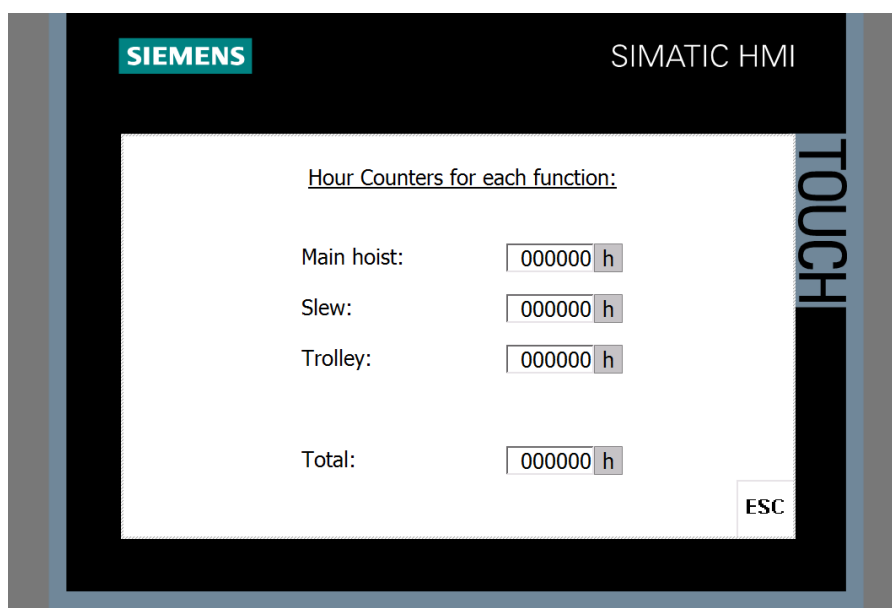 SIEMENS
SIMATIC HMI
TOUCH
Hour Counters for each function:
Main hoist: 000000 h
Slew: 000000 h
Trolley: 000000 h
Total: 000000 h
ESC